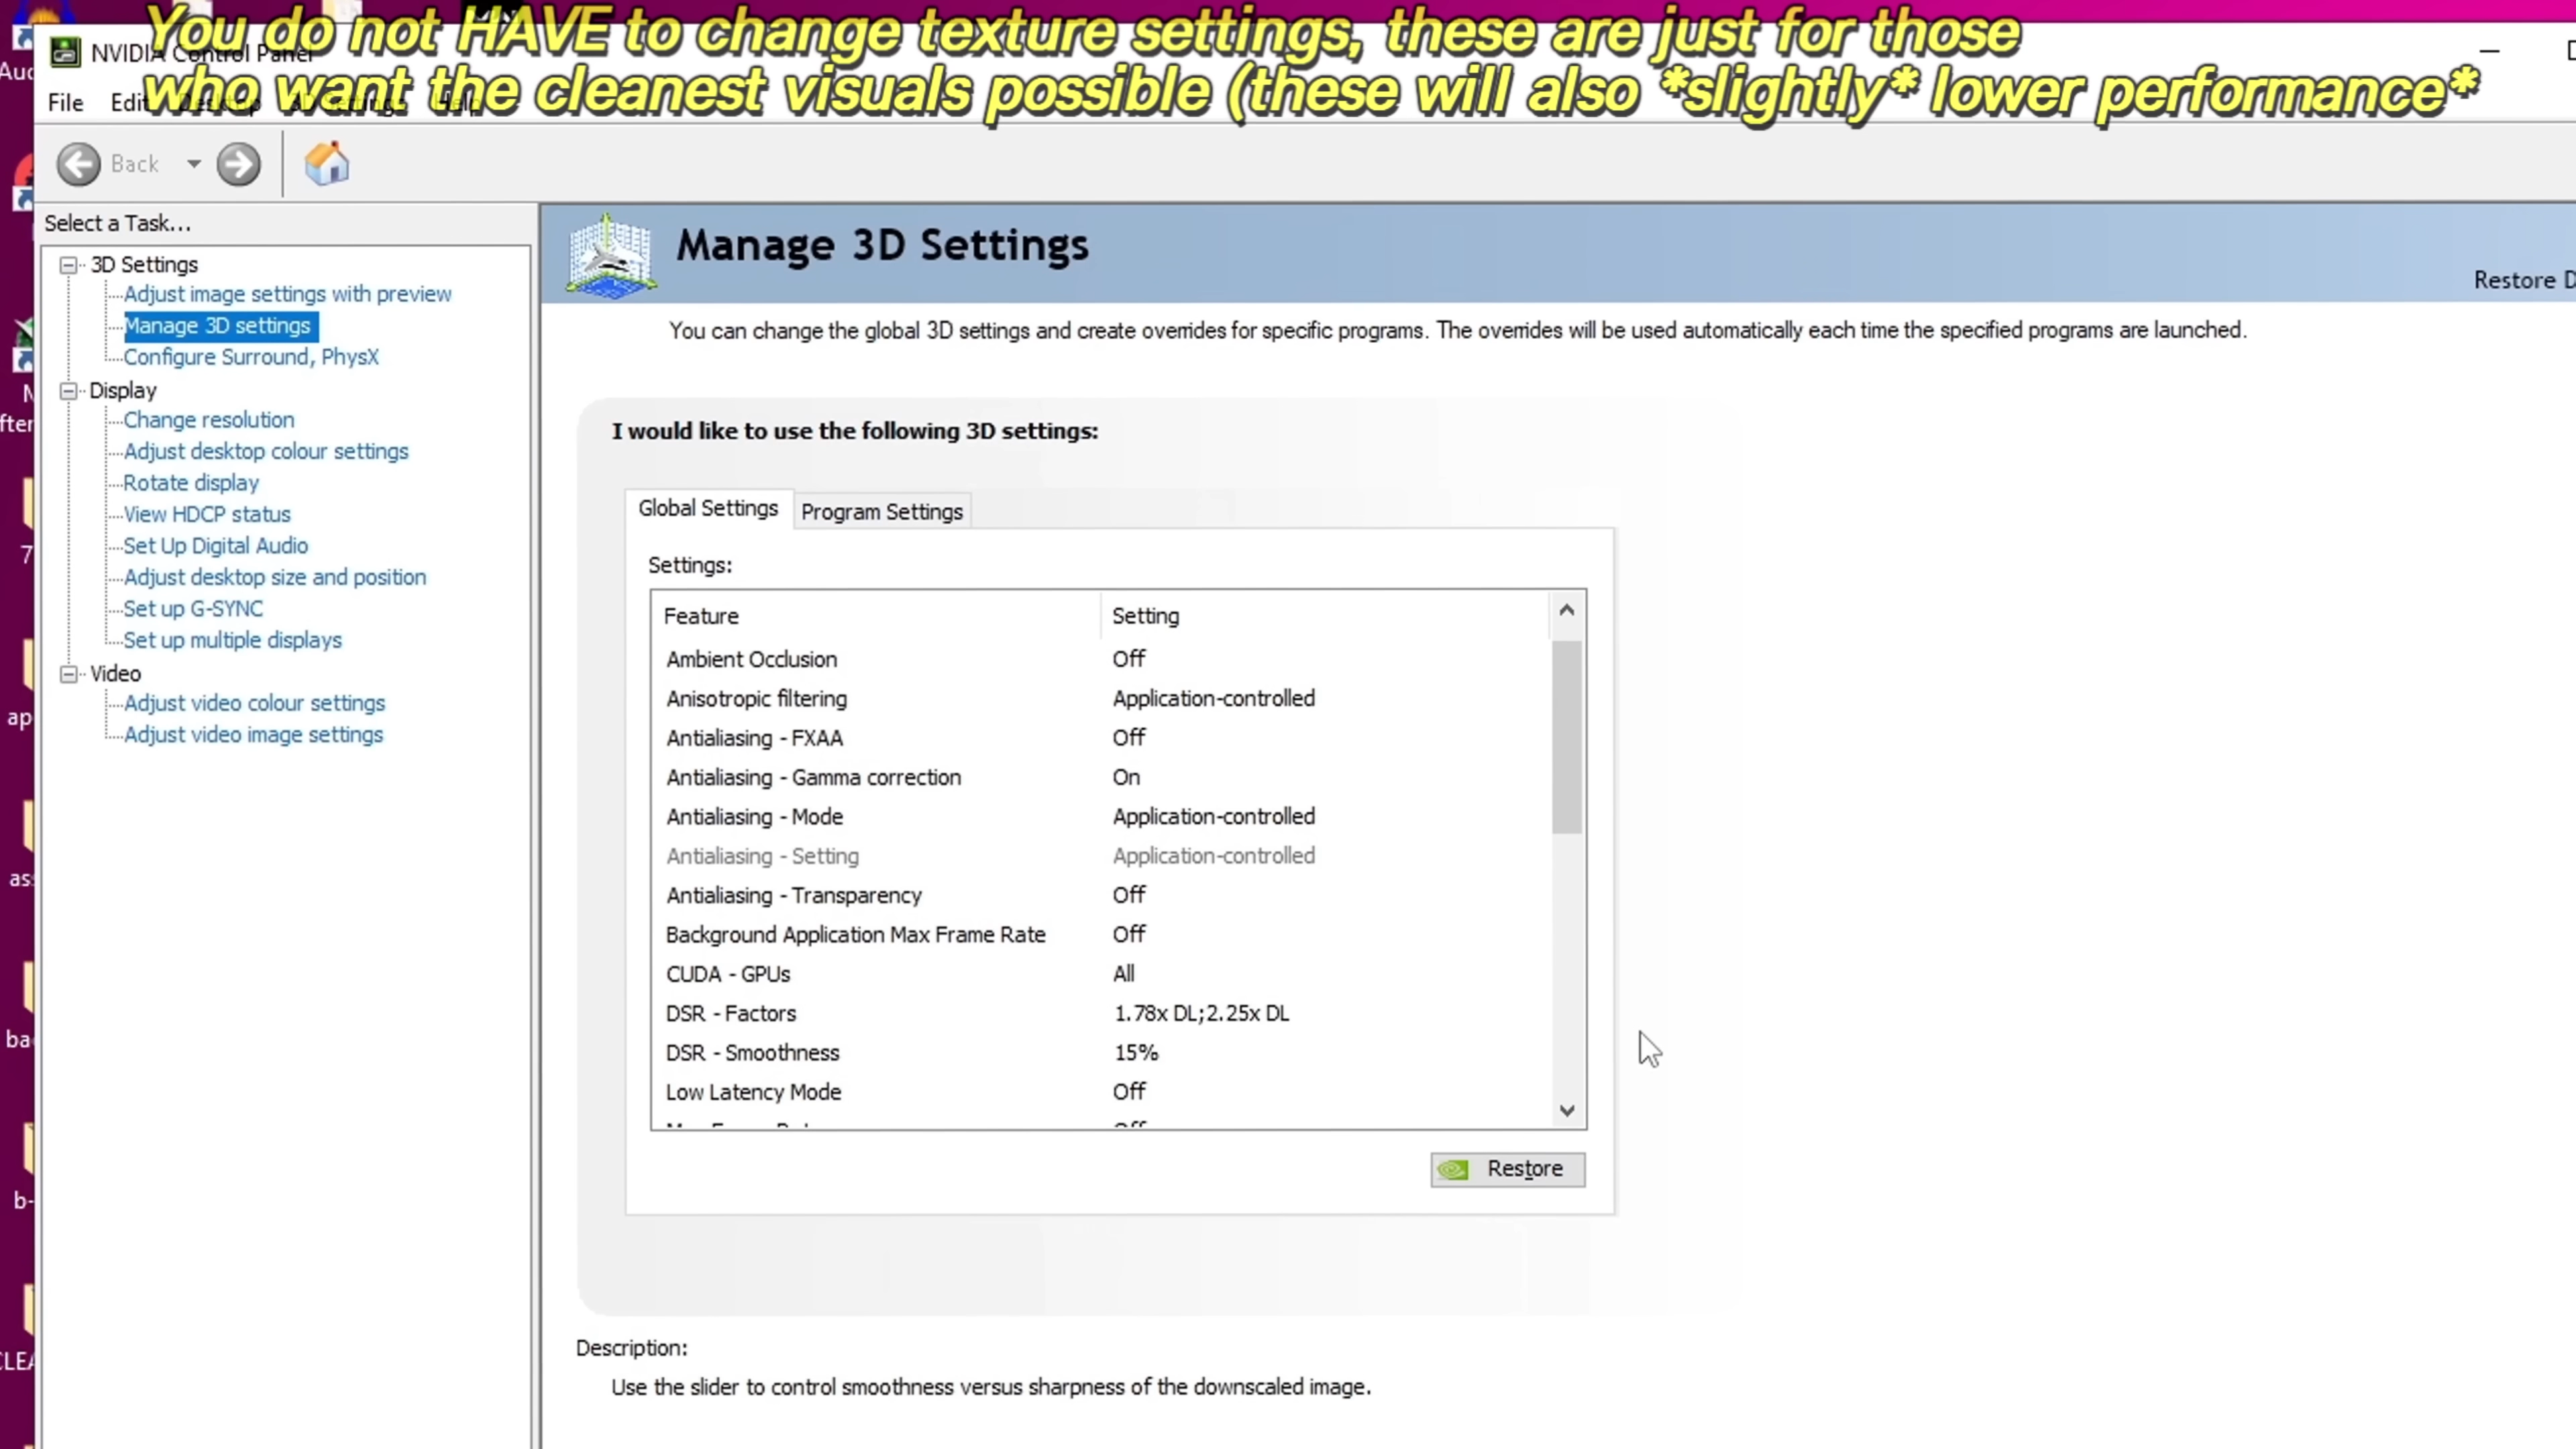 You do not HAVE to change texture settings, these are just for those
who want the cleanest visuals possible (these will also *slightly* lower performance*
NVIDIA Control Panel
File Edit Desktop 3D Settings Help
Back
Select a Task...
3D Settings
Adjust image settings with preview
Manage 3D settings
Configure Surround, PhysX
Display
Change resolution
Adjust desktop colour settings
Rotate display
View HDCP status
Set Up Digital Audio
Adjust desktop size and position
Set up G-SYNC
Set up multiple displays
Video
Adjust video colour settings
Adjust video image settings
Manage 3D Settings
Restore D
You can change the global 3D settings and create overrides for specific programs. The overrides will be used automatically each time the specified programs are launched.
I would like to use the following 3D settings:
Global Settings Program Settings
Settings:
Feature Setting
Ambient Occlusion Off
Anisotropic filtering Application-controlled
Antialiasing - FXAA Off
Antialiasing - Gamma correction On
Antialiasing - Mode Application-controlled
Antialiasing - Setting Application-controlled
Antialiasing - Transparency Off
Background Application Max Frame Rate Off
CUDA - GPUs All
DSR - Factors 1.78x DL;2.25x DL
DSR - Smoothness 15%
Low Latency Mode Off
Restore
Description:
Use the slider to control smoothness versus sharpness of the downscaled image.